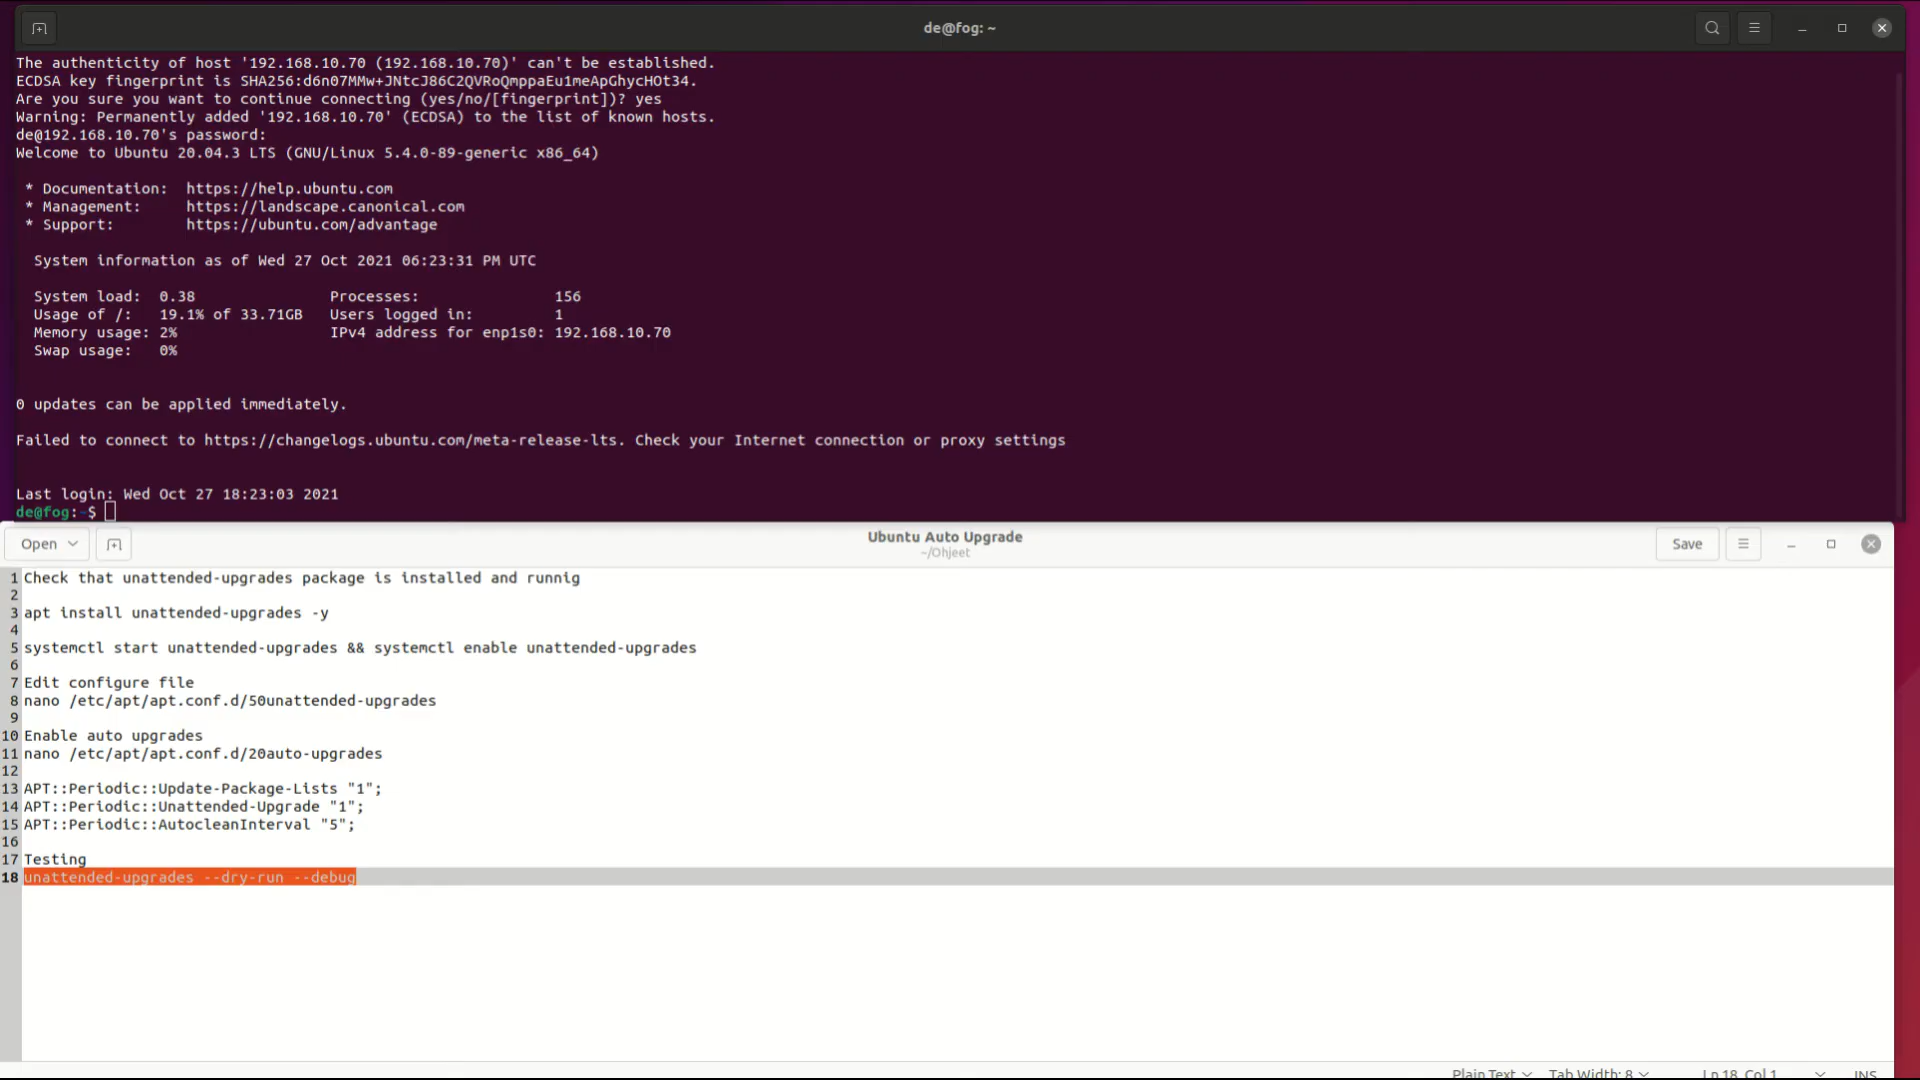 de@fog: ~
The authenticity of host '192.168.10.70 (192.168.10.70)' can't be established.
ECDSA key fingerprint is SHA256:d6n07MMw+JNtcJ86C2QVRoQmppaEu1meApGhycHOt34.
Are you sure you want to continue connecting (yes/no/[fingerprint])? yes
Warning: Permanently added '192.168.10.70' (ECDSA) to the list of known hosts.
de@192.168.10.70's password:
Welcome to Ubuntu 20.04.3 LTS (GNU/Linux 5.4.0-89-generic x86_64)
* Documentation: https://help.ubuntu.com
* Management: https://landscape.canonical.com
* Support: https://ubuntu.com/advantage
System information as of Wed 27 Oct 2021 06:23:31 PM UTC
System load: 0.38 Processes: 156
Usage of /: 19.1% of 33.71GB Users logged in: 1
Memory usage: 2% IPv4 address for enp1s0: 192.168.10.70
Swap usage: 0%
0 updates can be applied immediately.
Failed to connect to https://changelogs.ubuntu.com/meta-release-lts. Check your Internet connection or proxy settings
Last login: Wed Oct 27 18:23:03 2021
de@fog:~$
Open Ubuntu Auto Upgrade Save
~/Ohjeet
1 Check that unattended-upgrades package is installed and runnig
2
3 apt install unattended-upgrades -y
4
5 systemctl start unattended-upgrades && systemctl enable unattended-upgrades
6
7 Edit configure file
8 nano /etc/apt/apt.conf.d/50unattended-upgrades
9
10 Enable auto upgrades
11 nano /etc/apt/apt.conf.d/20auto-upgrades
12
13 APT::Periodic::Update-Package-Lists "1";
14 APT::Periodic::Unattended-Upgrade "1";
15 APT::Periodic::AutocleanInterval "5";
16
17 Testing
18 unattended-upgrades --dry-run --debug
Plain Text Tab Width: 8 Ln 18, Col 1 INS